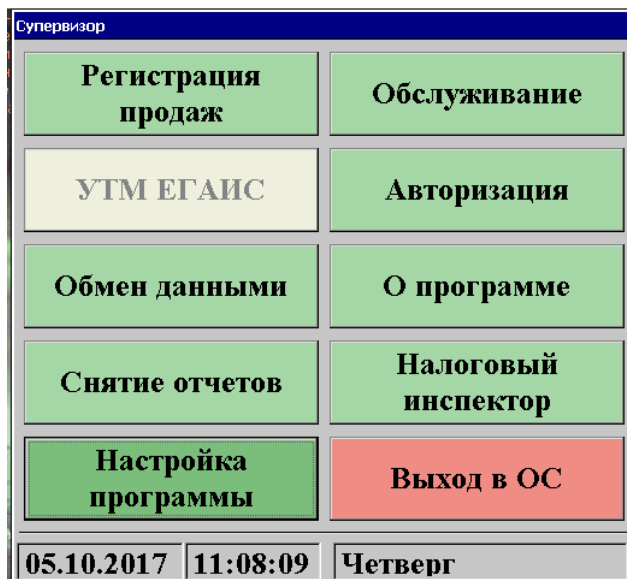 Супервизор
Регистрация
продаж
Обслуживание
УТМ ЕГАИС
Авторизация
Обмен данными
О программе
Снятие отчетов
Налоговый
инспектор
Настройка
программы
Выход в ОС
05.10.2017 11:08:09 Четверг